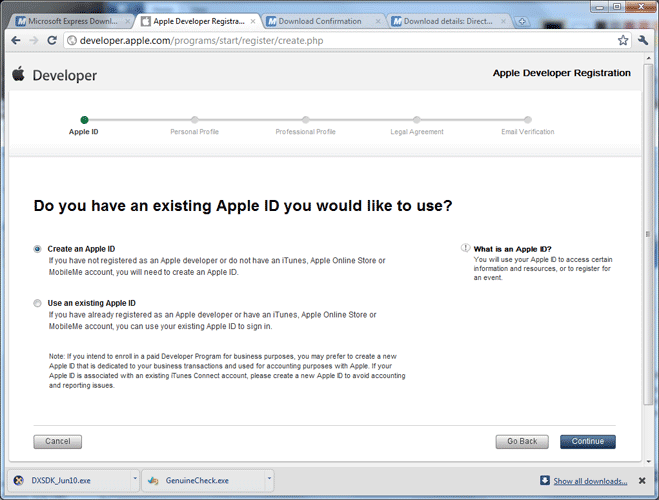 Microsoft Express Downl...
Apple Developer Registra...
Download Confirmation
Download details: Direct...
developer.apple.com/programs/start/register/create.php
Developer
Apple Developer Registration
Apple ID
Personal Profile
Professional Profile
Legal Agreement
Email Verification
Do you have an existing Apple ID you would like to use?
Create an Apple ID
If you have not registered as an Apple developer or do not have an iTunes, Apple Online Store or
MobileMe account, you will need to create an Apple ID.
What is an Apple ID?
You will use your Apple ID to access certain
information and resources, or to register for
an event.
Use an existing Apple ID
If you have already registered as an Apple developer or have an iTunes, Apple Online Store or
MobileMe account, you can use your existing Apple ID to sign in.
Note: If you intend to enroll in a paid Developer Program for business purposes, you may prefer to create a new
Apple ID that is dedicated to your business transactions and used for accounting purposes with Apple. If your
Apple ID is associated with an existing iTunes Connect account, please create a new Apple ID to avoid accounting
and reporting issues.
Cancel
Go Back
Continue
DXSDK_Jun10.exe
GenuineCheck.exe
Show all downloads...